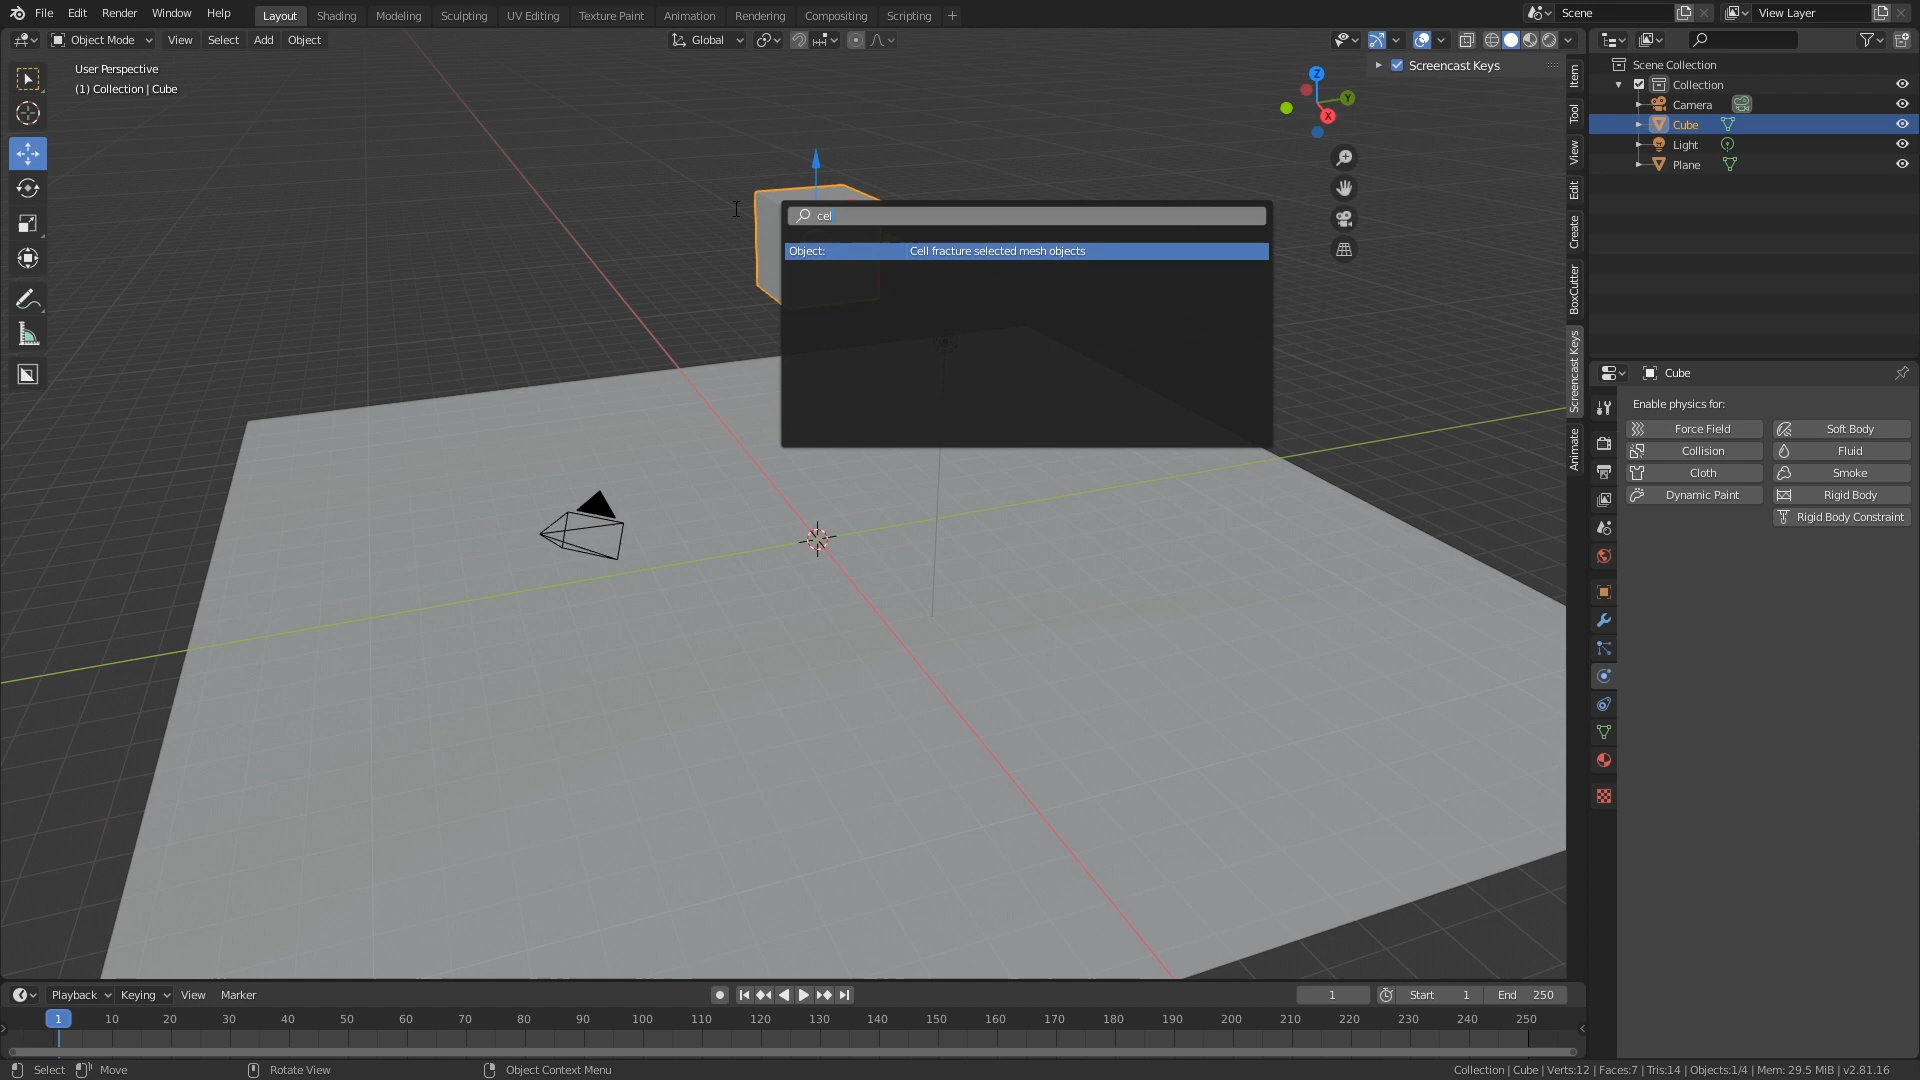 File Edit Render Window Help Layout Shading Modeling Sculpting UV Editing Texture Paint Animation Rendering Compositing Scripting + Scene View Layer
Object Mode View Select Add Object Global
User Perspective
(1) Collection | Cube
Screencast Keys
Z
Y
X
cel
Object: Cell fracture selected mesh objects
Item
Tool
View
Edit
Create
BoxCutter
Screencast Keys
Animate
Scene Collection
Collection
Camera
Cube
Light
Plane
Cube
Enable physics for:
Force Field Soft Body
Collision Fluid
Cloth Smoke
Dynamic Paint Rigid Body
Rigid Body Constraint
Playback Keying View Marker 1 Start 1 End 250
1 10 20 30 40 50 60 70 80 90 100 110 120 130 140 150 160 170 180 190 200 210 220 230 240 250
Select Move Rotate View Object Context Menu Collection | Cube | Verts:12 | Faces:7 | Tris:14 | Objects:1/4 | Mem: 29.5 MiB | v2.81.16